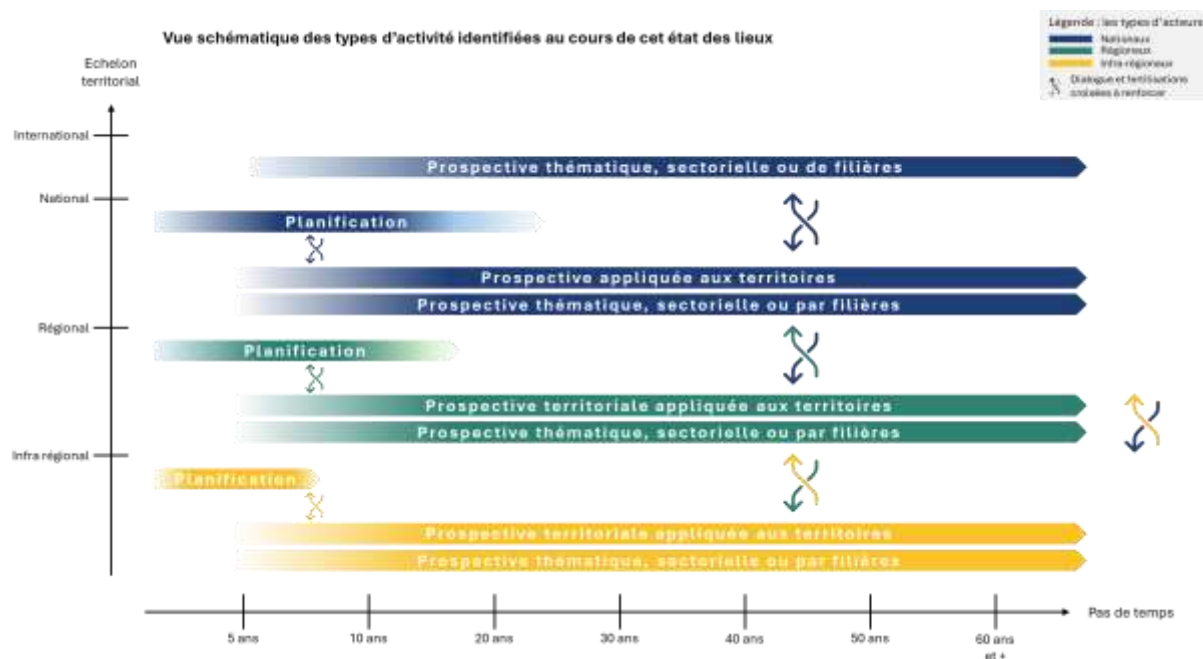 Vue schématique des types d'activité identifiées au cours de cet état des lieux
Légende : les types d'acteurs
Nationaux
Régionaux
Infra-régionaux
Dialogue et fertilisations
croisées à renforcer
Echelon
territorial
International
Prospective thématique, sectorielle ou de filières
National
Planification
Prospective appliquée aux territoires
Prospective thématique, sectorielle ou par filières
Régional
Planification
Prospective territoriale appliquée aux territoires
Prospective thématique, sectorielle ou par filières
Infra régional
Planification
Prospective territoriale appliquée aux territoires
Prospective thématique, sectorielle ou par filières
Pas de temps
5 ans
10 ans
20 ans
30 ans
40 ans
50 ans
60 ans
et +